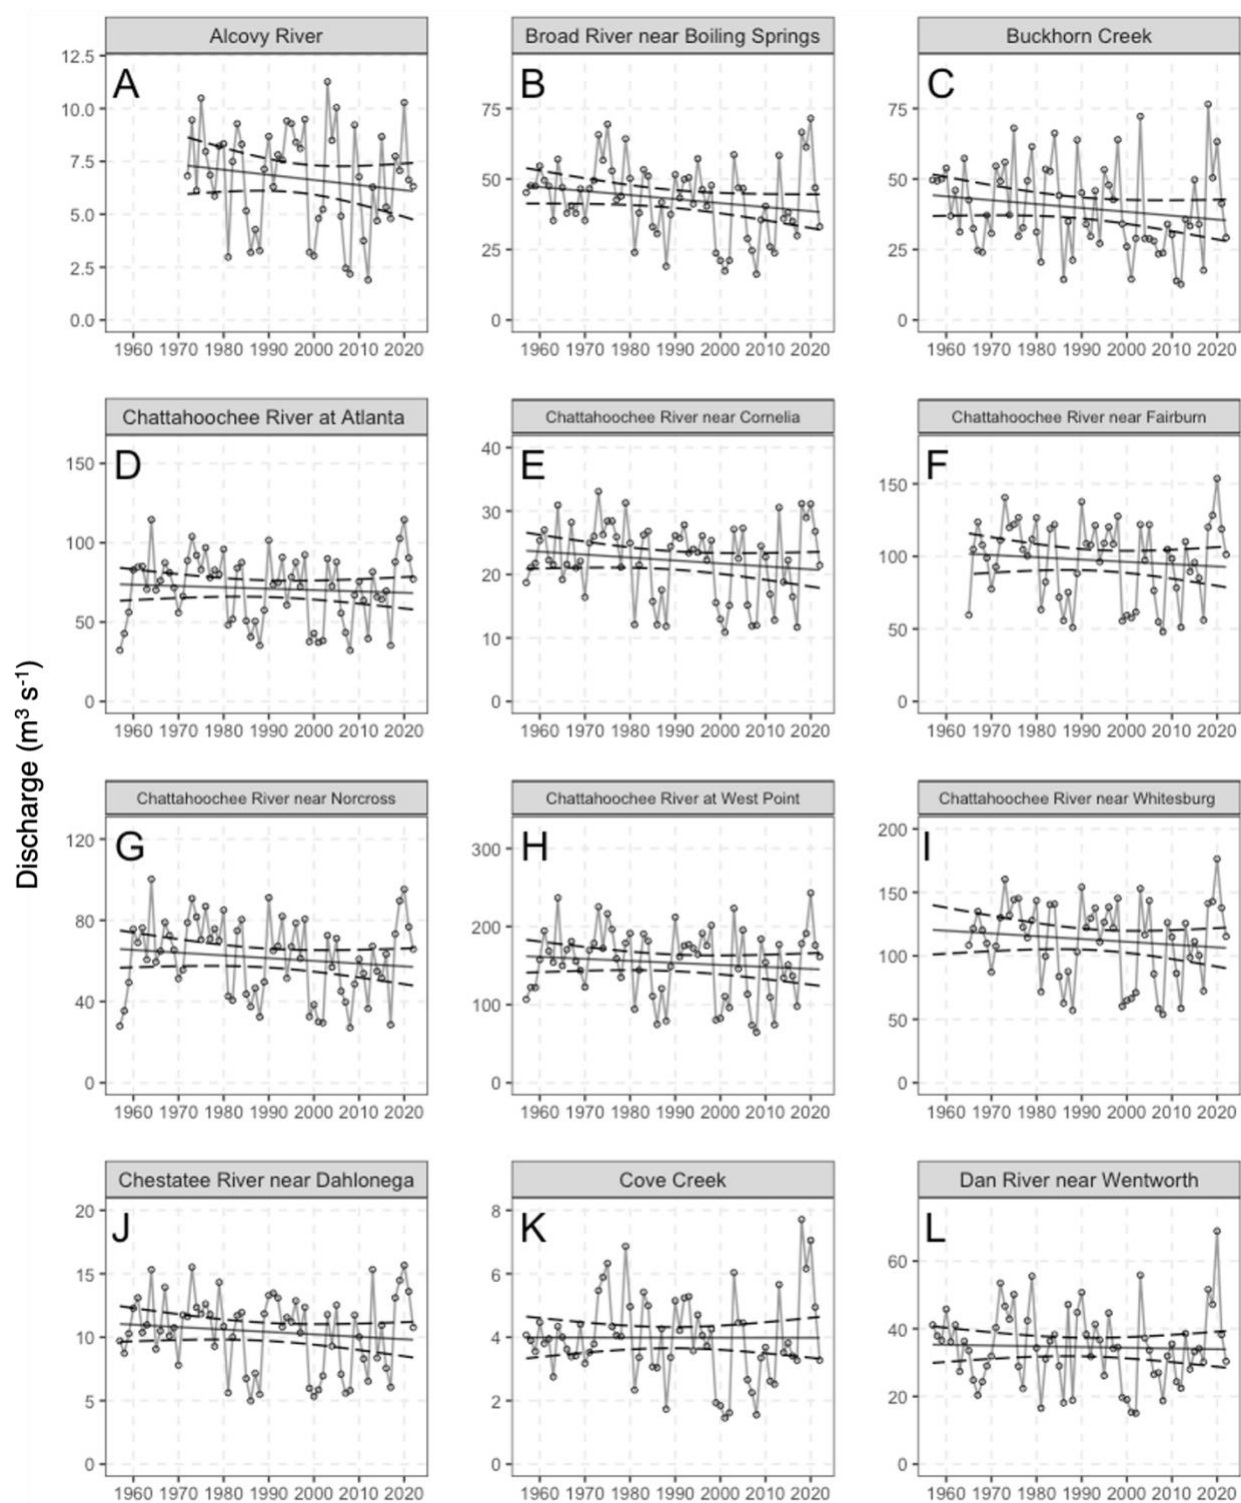 Discharge (m³ s⁻¹)
Alcovy River
Broad River near Boiling Springs
Buckhorn Creek
A
12.5
10.0
7.5
5.0
2.5
0.0
1960 1970 1980 1990 2000 2010 2020
B
75
50
25
0
1960 1970 1980 1990 2000 2010 2020
C
75
50
25
0
1960 1970 1980 1990 2000 2010 2020
Chattahoochee River at Atlanta
Chattahoochee River near Cornelia
Chattahoochee River near Fairburn
D
150
100
50
0
1960 1970 1980 1990 2000 2010 2020
E
40
30
20
10
0
1960 1970 1980 1990 2000 2010 2020
F
150
100
50
0
1960 1970 1980 1990 2000 2010 2020
Chattahoochee River near Norcross
Chattahoochee River at West Point
Chattahoochee River near Whitesburg
G
120
80
40
0
1960 1970 1980 1990 2000 2010 2020
H
300
200
100
0
1960 1970 1980 1990 2000 2010 2020
I
200
150
100
50
0
1960 1970 1980 1990 2000 2010 2020
Chestatee River near Dahlonega
Cove Creek
Dan River near Wentworth
J
20
15
10
5
0
1960 1970 1980 1990 2000 2010 2020
K
8
6
4
2
0
1960 1970 1980 1990 2000 2010 2020
L
60
40
20
0
1960 1970 1980 1990 2000 2010 2020